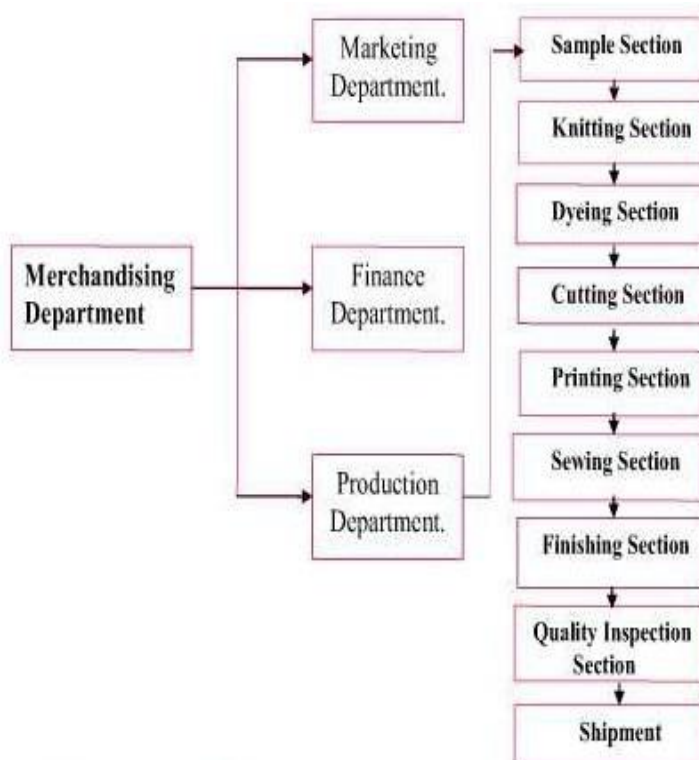 Merchandising
Department
Marketing
Department.
Finance
Department.
Production
Department.
Sample Section
Knitting Section
Dyeing Section
Cutting Section
Printing Section
Sewing Section
Finishing Section
Quality Inspection
Section
Shipment